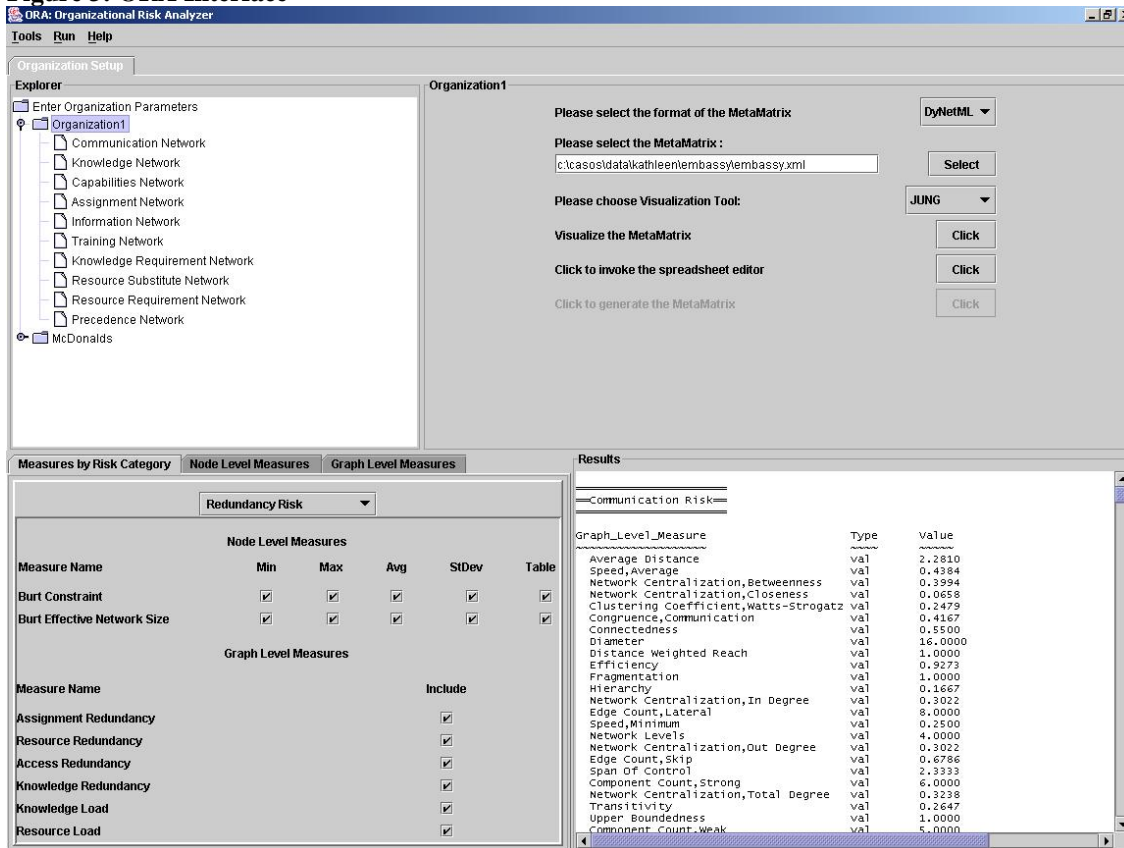 ORA: Organizational Risk Analyzer
Tools Run Help
Organization Setup
Explorer
Enter Organization Parameters
Organization1
Communication Network
Knowledge Network
Capabilities Network
Assignment Network
Information Network
Training Network
Knowledge Requirement Network
Resource Substitute Network
Resource Requirement Network
Precedence Network
McDonalds
Organization1
Please select the format of the MetaMatrix DyNetML
Please select the MetaMatrix :
c:\casos\data\kathleen\embassy\embassy.xml Select
Please choose Visualization Tool: JUNG
Visualize the MetaMatrix Click
Click to invoke the spreadsheet editor Click
Click to generate the MetaMatrix Click
Measures by Risk Category Node Level Measures Graph Level Measures
Redundancy Risk
Node Level Measures
Measure Name Min Max Avg StDev Table
Burt Constraint
Burt Effective Network Size
Graph Level Measures
Measure Name Include
Assignment Redundancy
Resource Redundancy
Access Redundancy
Knowledge Redundancy
Knowledge Load
Resource Load
Results
==Communication Risk==
Graph_Level_Measure Type Value
Average Distance val 2.2810
Speed,Average val 0.4384
Network Centralization,Betweenness val 0.3994
Network Centralization,Closeness val 0.0658
Clustering Coefficient,Watts-Strogatz val 0.2479
Congruence,Communication val 0.4167
Connectedness val 0.5500
Diameter val 16.0000
Distance Weighted Reach val 1.0000
Efficiency val 0.9273
Fragmentation val 1.0000
Hierarchy val 0.1667
Network Centralization,In Degree val 0.3022
Edge Count,Lateral val 8.0000
Speed,Minimum val 0.2500
Network Levels val 4.0000
Network Centralization,Out Degree val 0.3022
Edge Count,Skip val 0.6786
Span Of Control val 2.3333
Component Count,Strong val 6.0000
Network Centralization,Total Degree val 0.3238
Transitivity val 0.2647
Upper Boundedness val 1.0000
Component Count,Weak val 5.0000